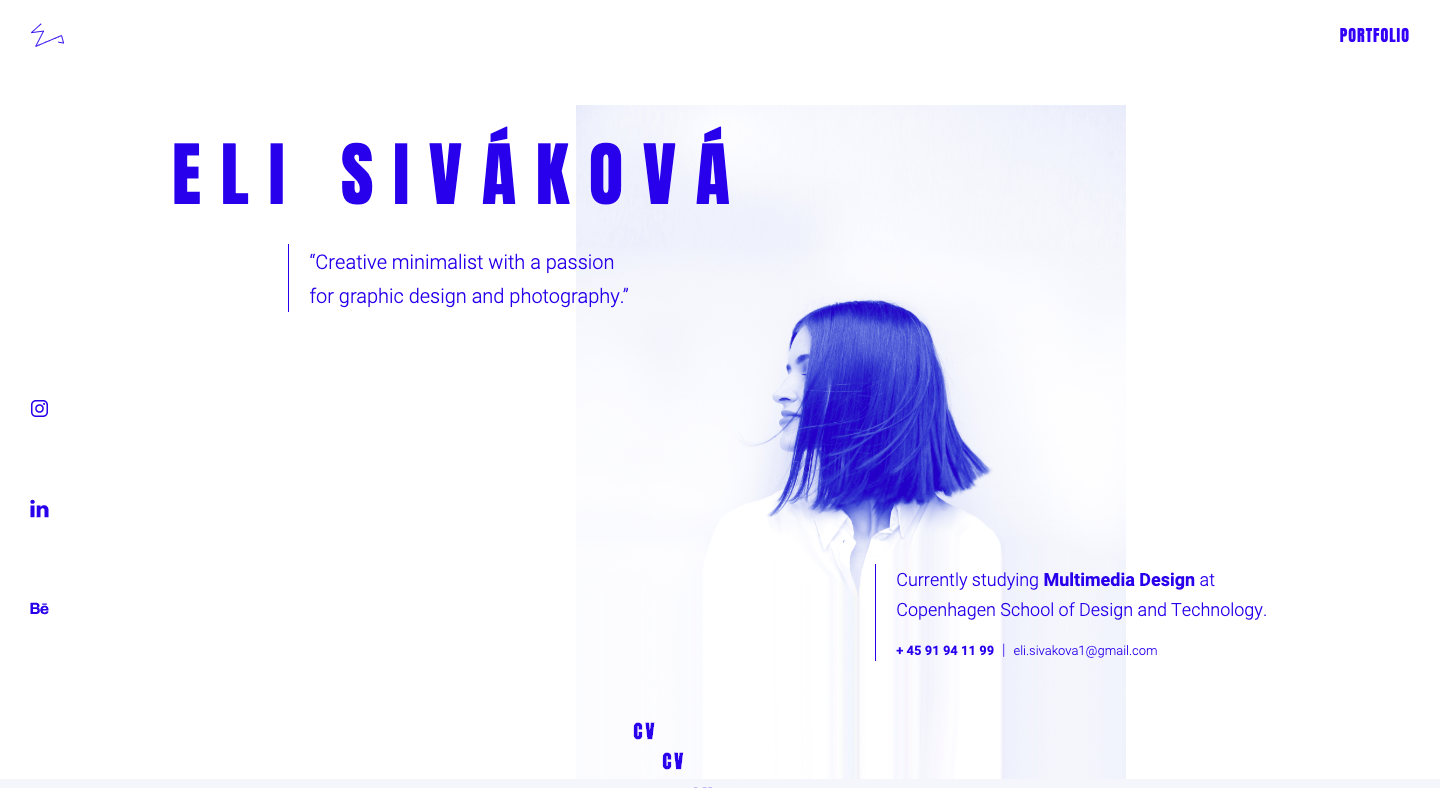 PORTFOLIO
ELI SIVÁKOVÁ
“Creative minimalist with a passion
for graphic design and photography.”
in
Bē
Currently studying Multimedia Design at
Copenhagen School of Design and Technology.
+ 45 91 94 11 99 | eli.sivakova1@gmail.com
CV
CV